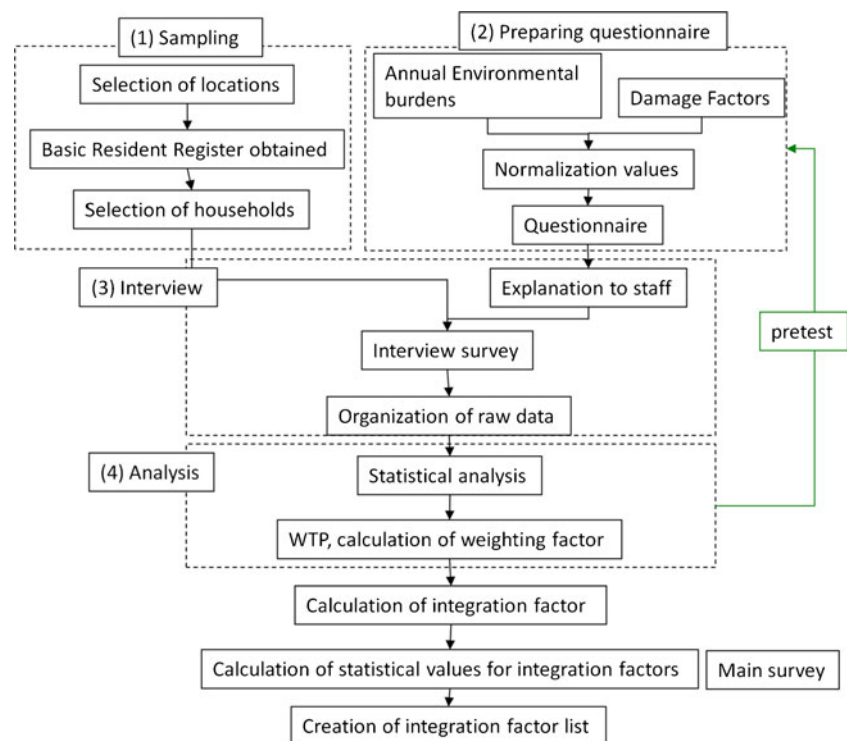 (1) Sampling
Selection of locations
Basic Resident Register obtained
Selection of households
(2) Preparing questionnaire
Annual Environmental
burdens
Damage Factors
Normalization values
Questionnaire
(3) Interview
Explanation to staff
Interview survey
Organization of raw data
pretest
(4) Analysis
Statistical analysis
WTP, calculation of weighting factor
Calculation of integration factor
Calculation of statistical values for integration factors
Main survey
Creation of integration factor list